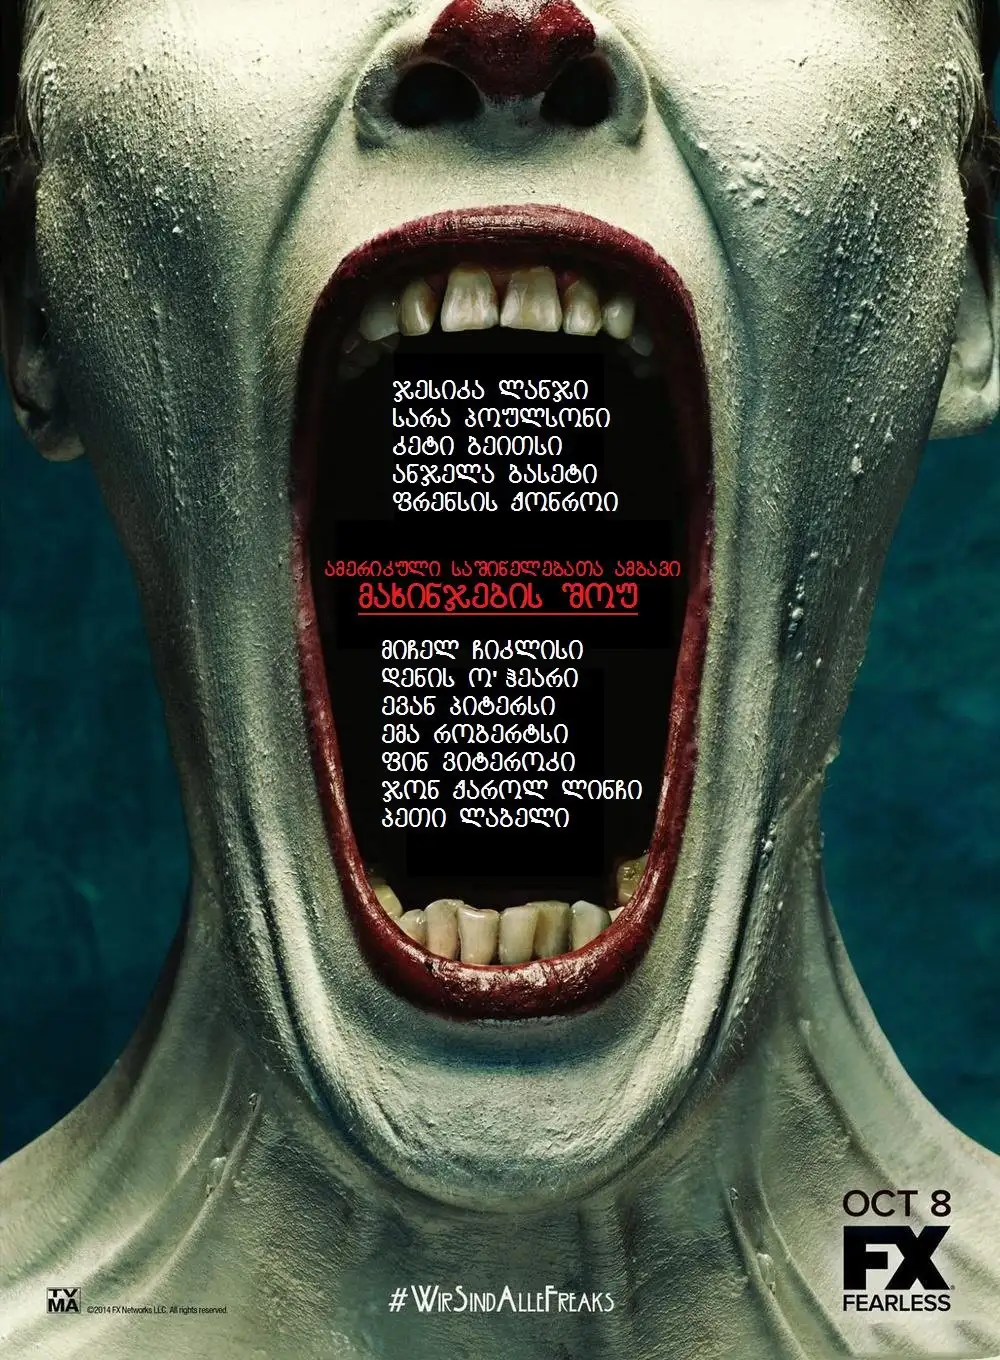 ჯესიკა ლანჯი
სარა პოულსონი
კეტი ბეითსი
ანჯელა ბასეტი
ფრენსის ქონროი
ამერიკული საშინელებათა ამბავი
მახინჯების შოუ
მიჩელ ჩიკლისი
დენის ო' ჰეარი
ევან პიტერსი
ემა რობერტსი
ფინ ვიტეროკი
ჯონ ქაროლ ლინჩი
პეთი ლაბელი
OCT 8
FX
FEARLESS
TV
MA
©2014 FX Networks LLC. All rights reserved.
#WIRSINDALLEFREAKS